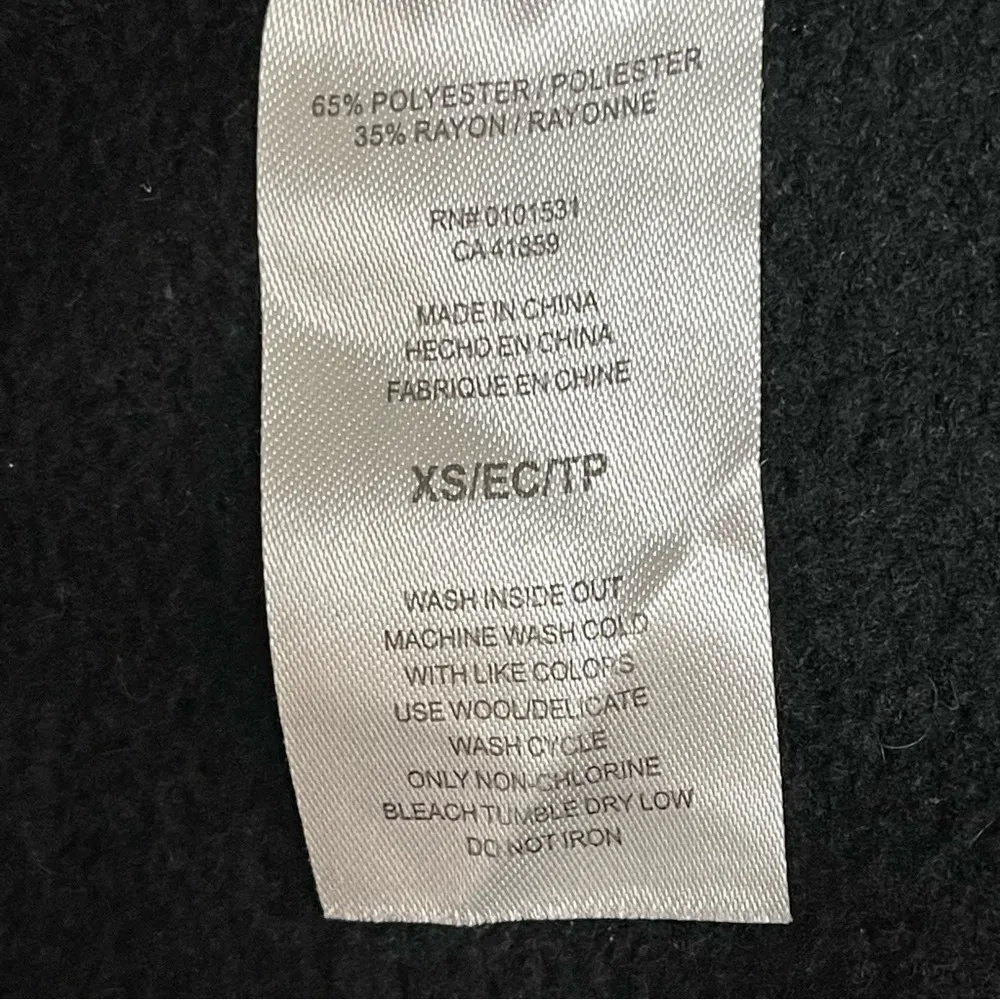 65% POLYESTER / POLIESTER
35% RAYON / RAYONNE
RN# 0101531
CA 41859
MADE IN CHINA
HECHO EN CHINA
FABRIQUE EN CHINE
XS/EC/TP
WASH INSIDE OUT
MACHINE WASH COLD
WITH LIKE COLORS
USE WOOL/DELICATE
WASH CYCLE
ONLY NON-CHLORINE
BLEACH TUMBLE DRY LOW
DO NOT IRON